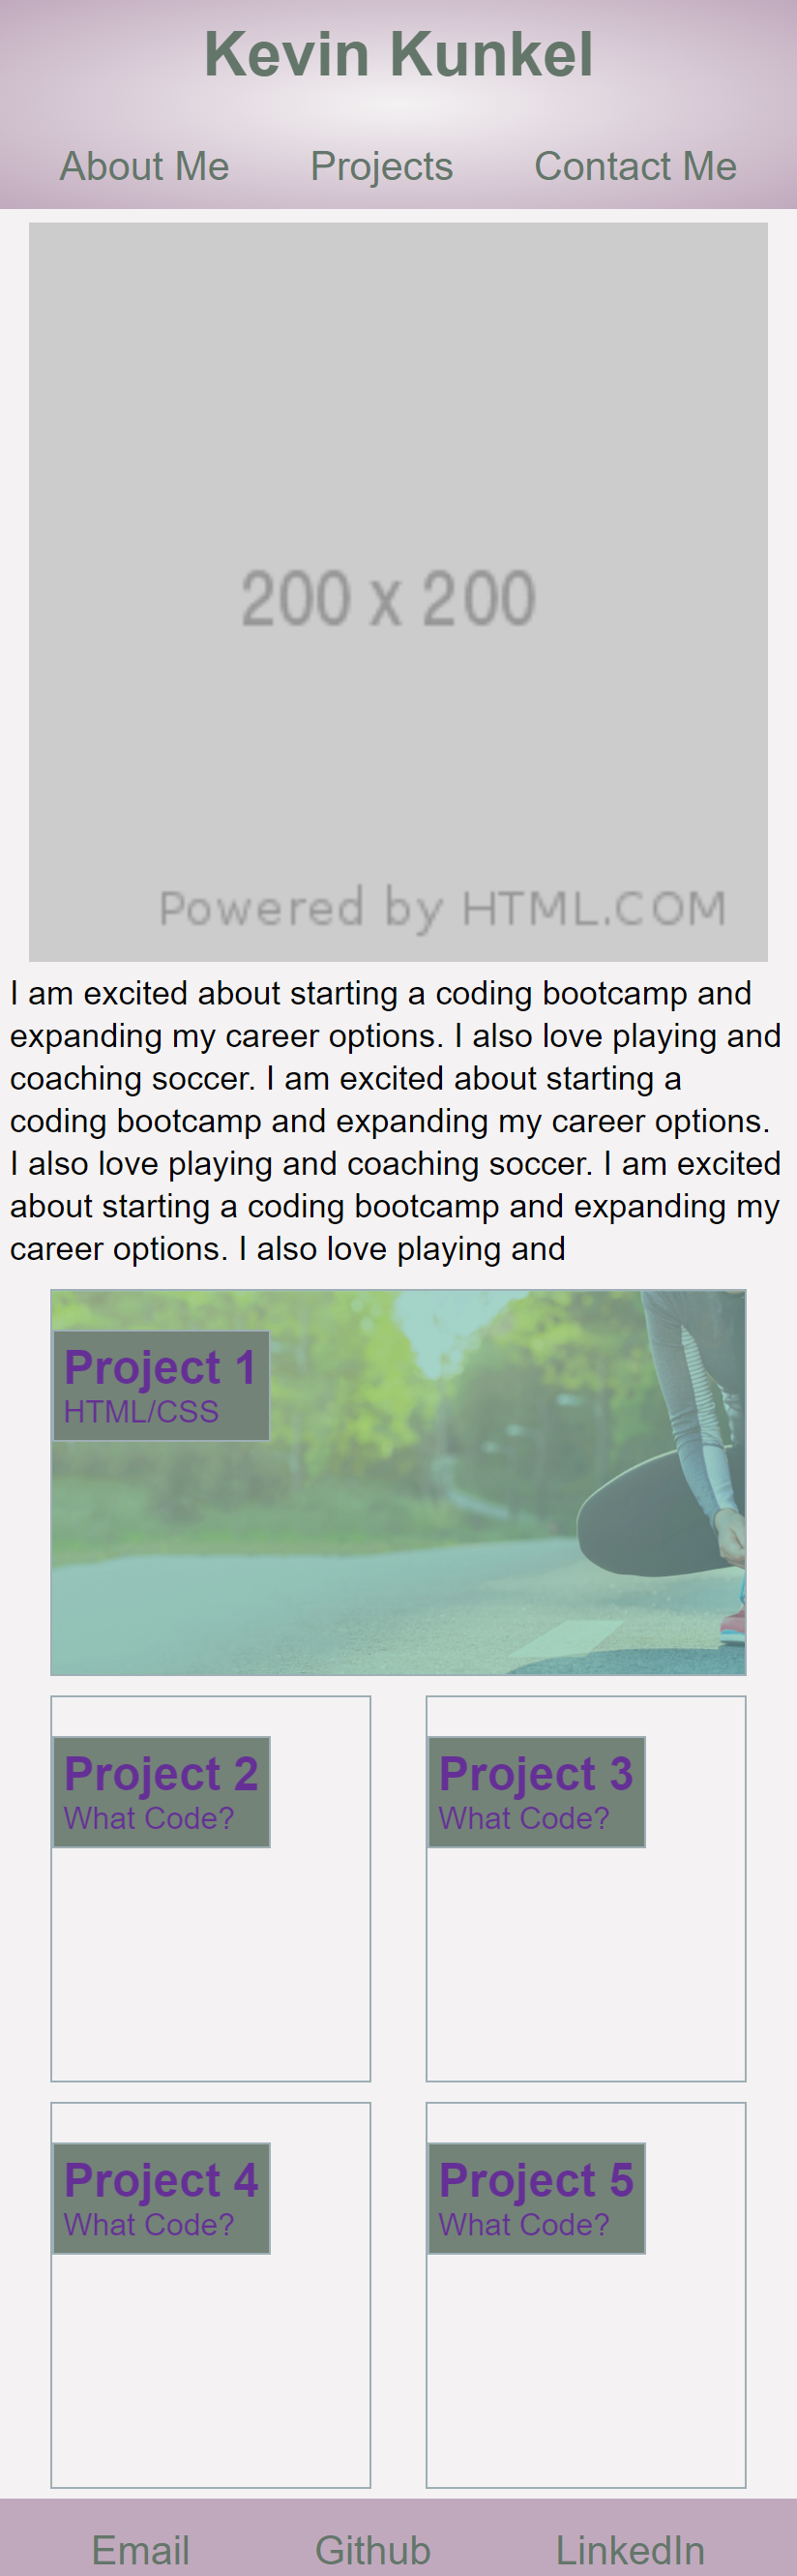 Kevin Kunkel
About Me Projects Contact Me
200 x 200
Powered by HTML.COM
I am excited about starting a coding bootcamp and
expanding my career options. I also love playing and
coaching soccer. I am excited about starting a
coding bootcamp and expanding my career options.
I also love playing and coaching soccer. I am excited
about starting a coding bootcamp and expanding my
career options. I also love playing and
Project 1
HTML/CSS
Project 2
What Code?
Project 3
What Code?
Project 4
What Code?
Project 5
What Code?
Email Github LinkedIn